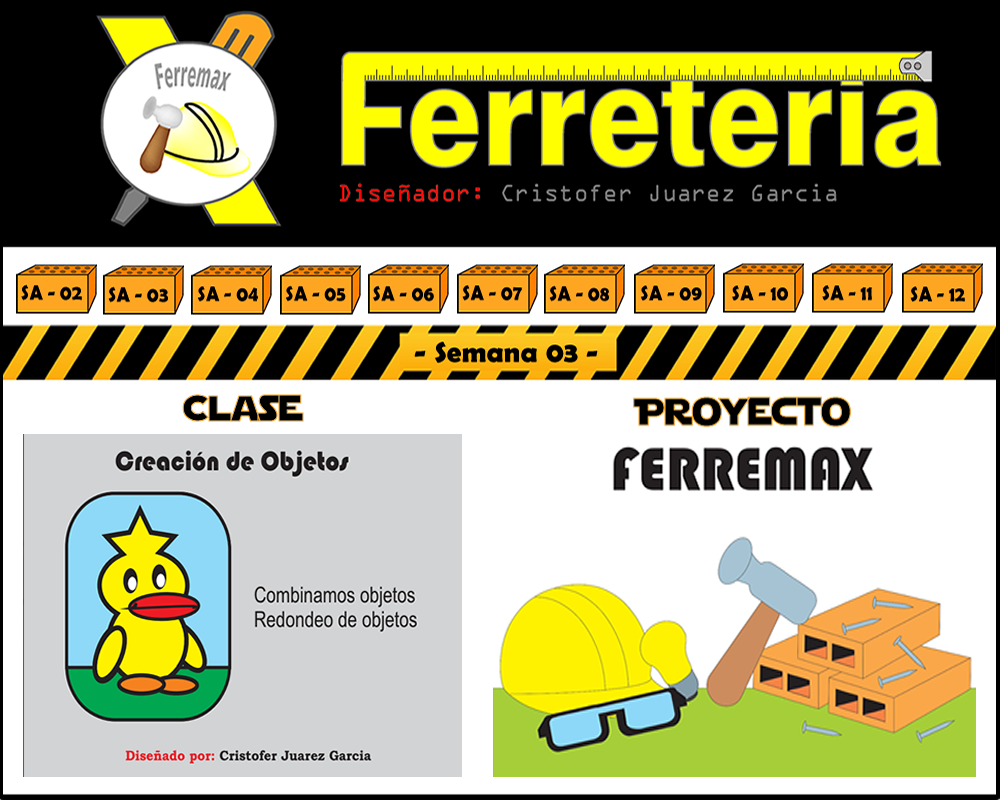 Ferremax
Ferretería
Diseñador: Cristofer Juarez Garcia
SA - 02
SA - 03
SA - 04
SA - 05
SA - 06
SA - 07
SA - 08
SA - 09
SA - 10
SA - 11
SA - 12
- Semana 03 -
CLASE
Creación de Objetos
Combinamos objetos
Redondeo de objetos
Diseñado por: Cristofer Juarez Garcia
PROYECTO
FERREMAX